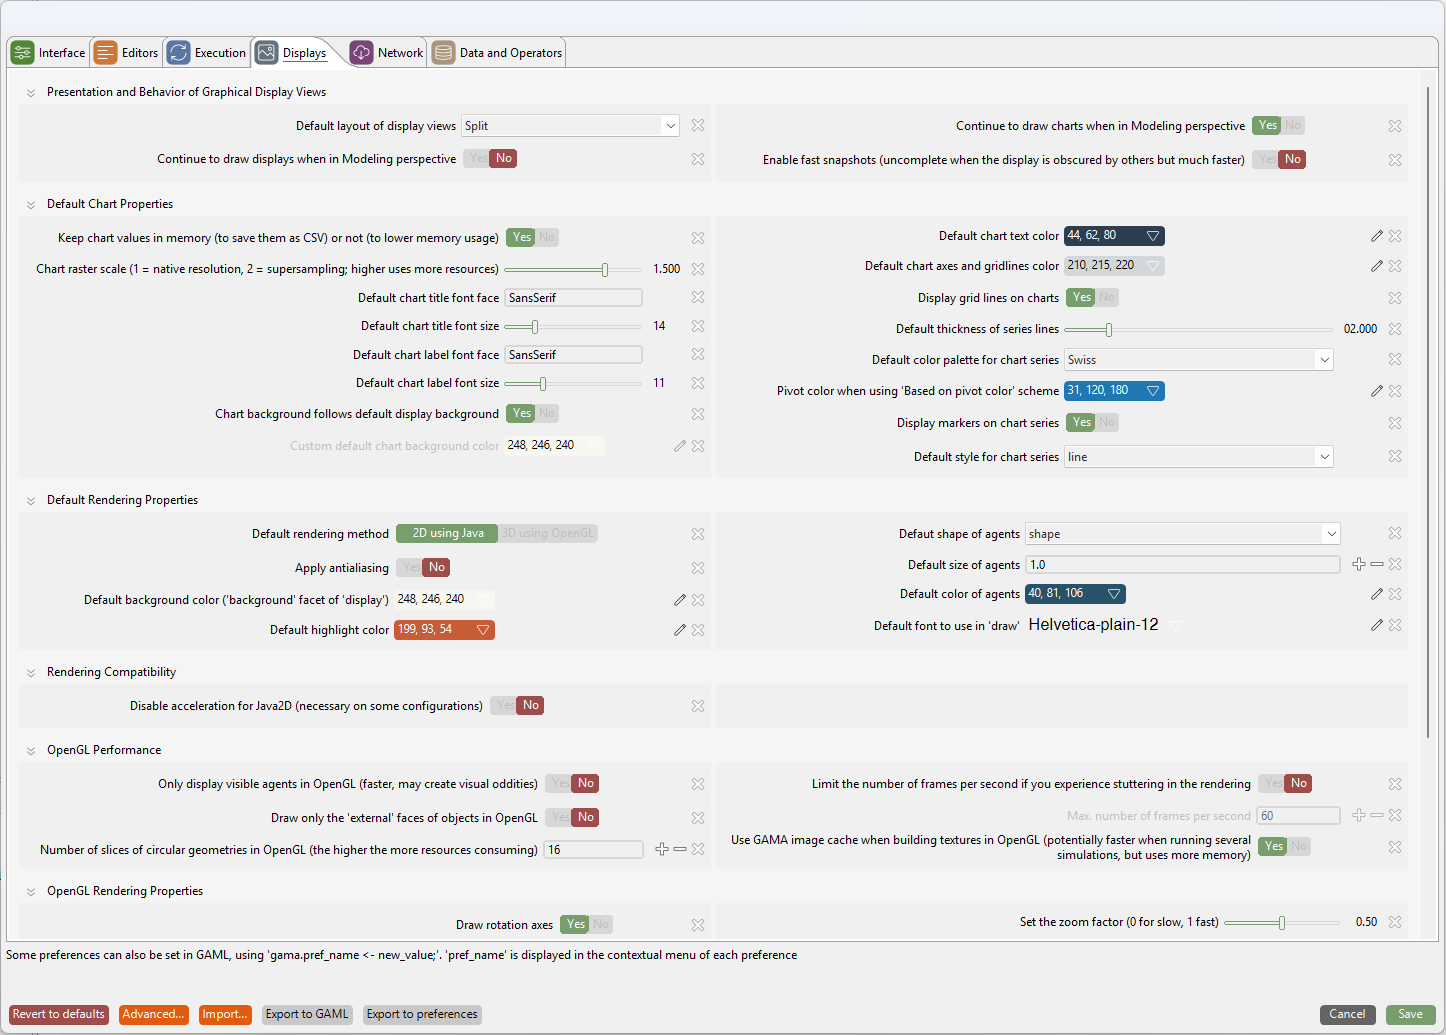 Interface
Editors
Execution
Displays
Network
Data and Operators
Presentation and Behavior of Graphical Display Views
Default layout of display views Split
Continue to draw charts when in Modeling perspective Yes No
Continue to draw displays when in Modeling perspective Yes No
Enable fast snapshots (uncomplete when the display is obscured by others but much faster) Yes No
Default Chart Properties
Keep chart values in memory (to save them as CSV) or not (to lower memory usage) Yes No
Chart raster scale (1 = native resolution, 2 = supersampling; higher uses more resources) 1.500
Default chart title font face SansSerif
Default chart title font size 14
Default chart label font face SansSerif
Default chart label font size 11
Chart background follows default display background Yes No
Custom default chart background color 248, 246, 240
Default chart text color 44, 62, 80
Default chart axes and gridlines color 210, 215, 220
Display grid lines on charts Yes No
Default thickness of series lines 02.000
Default color palette for chart series Swiss
Pivot color when using 'Based on pivot color' scheme 31, 120, 180
Display markers on chart series Yes No
Default style for chart series line
Default Rendering Properties
Default rendering method 2D using Java 3D using OpenGL
Apply antialiasing Yes No
Default background color ('background' facet of 'display') 248, 246, 240
Default highlight color 199, 93, 54
Defaut shape of agents shape
Default size of agents 1.0
Default color of agents 40, 81, 106
Default font to use in 'draw' Helvetica-plain-12
Rendering Compatibility
Disable acceleration for Java2D (necessary on some configurations) Yes No
OpenGL Performance
Only display visible agents in OpenGL (faster, may create visual oddities) Yes No
Draw only the 'external' faces of objects in OpenGL Yes No
Number of slices of circular geometries in OpenGL (the higher the more resources consuming) 16
Limit the number of frames per second if you experience stuttering in the rendering Yes No
Max. number of frames per second 60
Use GAMA image cache when building textures in OpenGL (potentially faster when running several
simulations, but uses more memory) Yes No
OpenGL Rendering Properties
Draw rotation axes Yes No
Set the zoom factor (0 for slow, 1 fast) 0.50
Some preferences can also be set in GAML, using 'gama.pref_name <- new_value;'. 'pref_name' is displayed in the contextual menu of each preference
Revert to defaults
Advanced...
Import...
Export to GAML
Export to preferences
Cancel
Save